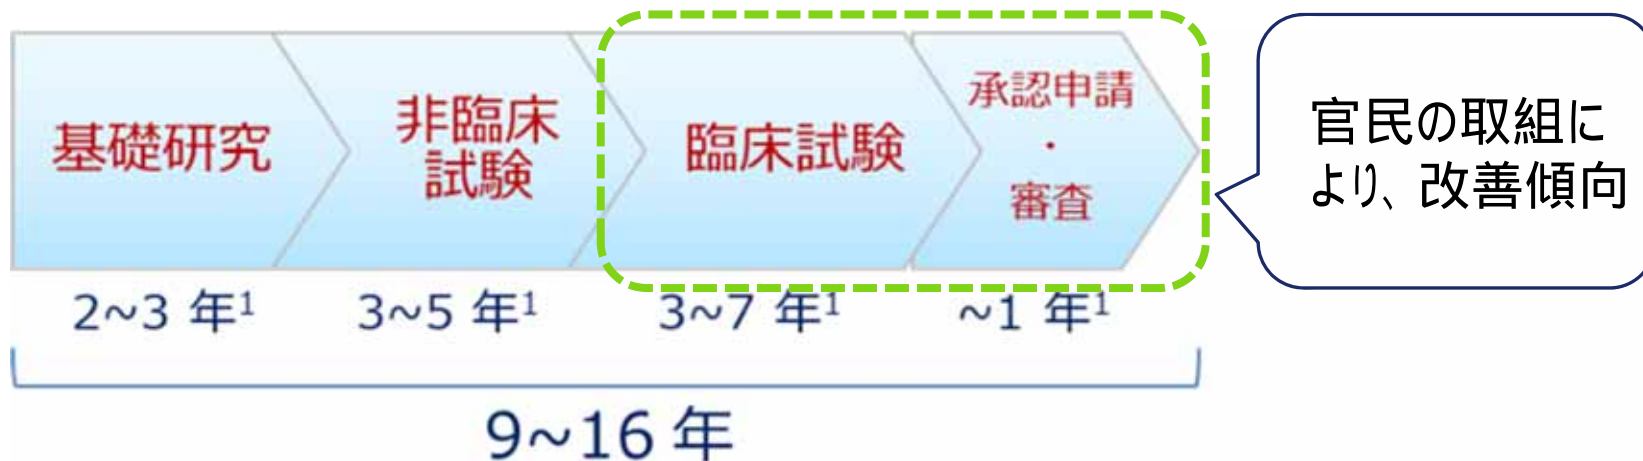 基礎研究
非臨床
試験
臨床試験
承認申請
・
審査
官民の取組に
より、改善傾向
2~3 年1
3~5 年1
3~7 年1
~1 年1
9~16 年